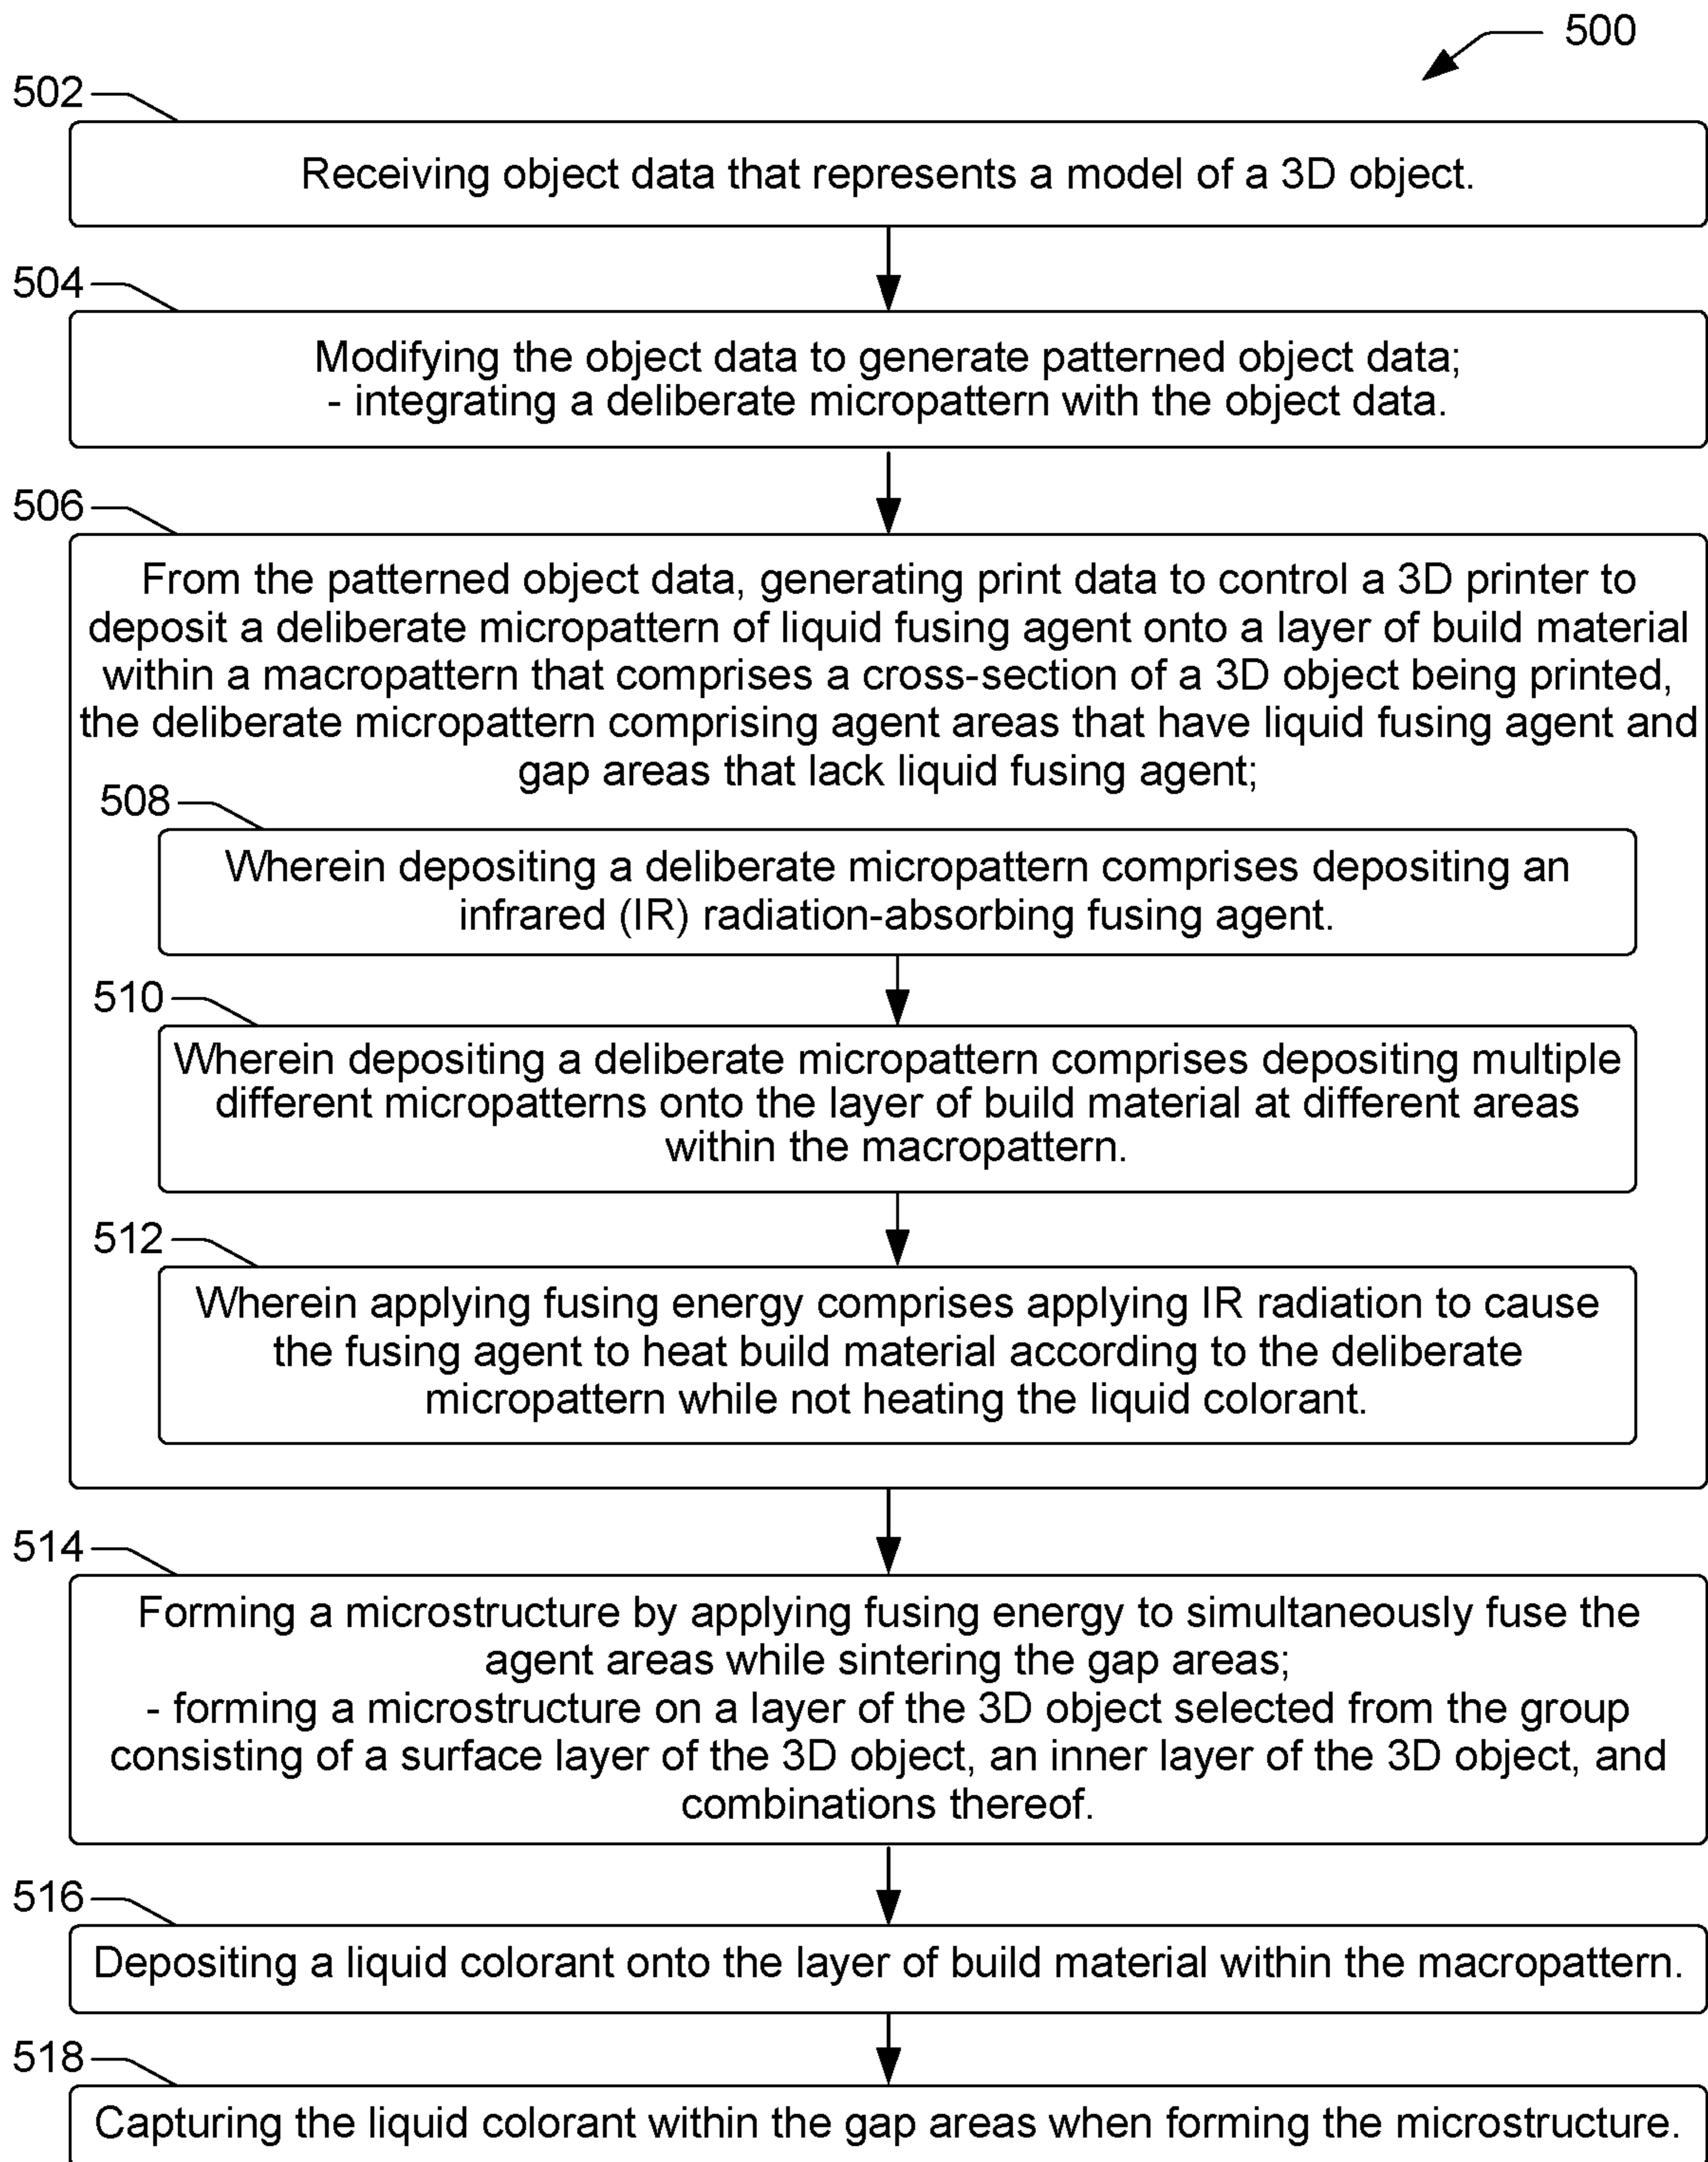 500
502
Receiving object data that represents a model of a 3D object.
504
Modifying the object data to generate patterned object data;
- integrating a deliberate micropattern with the object data.
506
From the patterned object data, generating print data to control a 3D printer to
deposit a deliberate micropattern of liquid fusing agent onto a layer of build material
within a macropattern that comprises a cross-section of a 3D object being printed,
the deliberate micropattern comprising agent areas that have liquid fusing agent and
gap areas that lack liquid fusing agent;
508
Wherein depositing a deliberate micropattern comprises depositing an
infrared (IR) radiation-absorbing fusing agent.
510
Wherein depositing a deliberate micropattern comprises depositing multiple
different micropatterns onto the layer of build material at different areas
within the macropattern.
512
Wherein applying fusing energy comprises applying IR radiation to cause
the fusing agent to heat build material according to the deliberate
micropattern while not heating the liquid colorant.
514
Forming a microstructure by applying fusing energy to simultaneously fuse the
agent areas while sintering the gap areas;
- forming a microstructure on a layer of the 3D object selected from the group
consisting of a surface layer of the 3D object, an inner layer of the 3D object, and
combinations thereof.
516
Depositing a liquid colorant onto the layer of build material within the macropattern.
518
Capturing the liquid colorant within the gap areas when forming the microstructure.